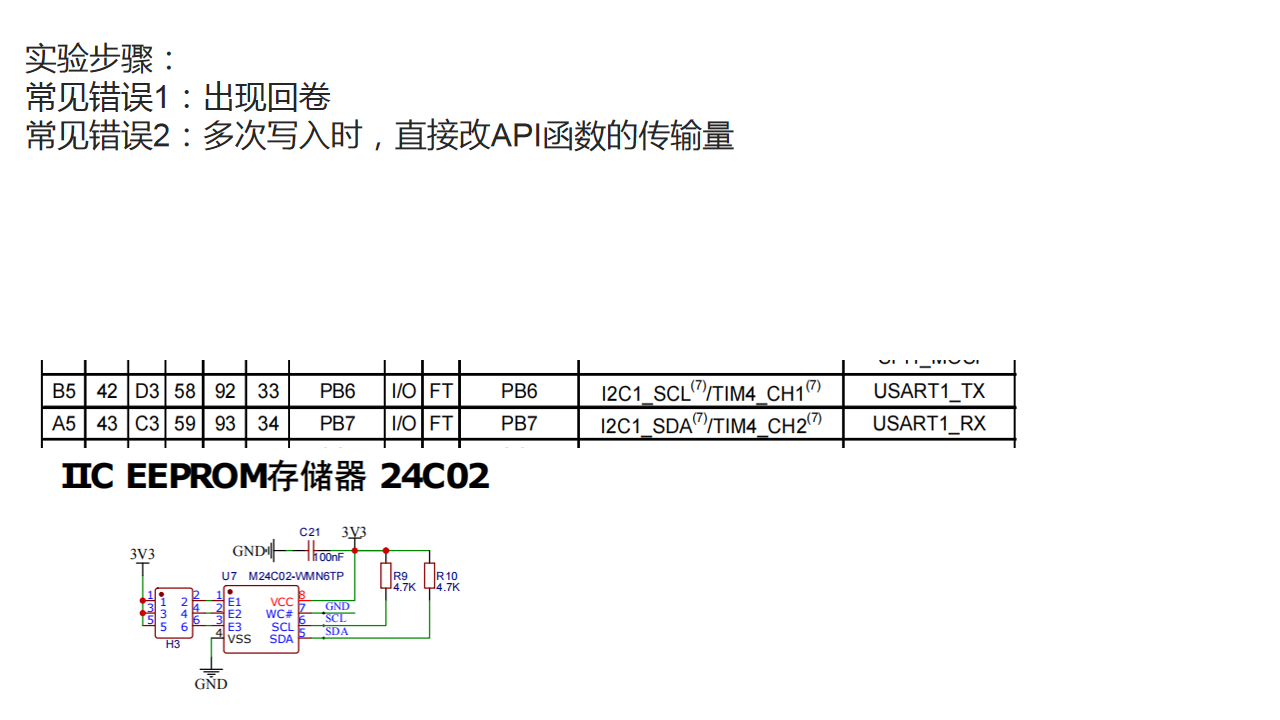 实验步骤：
常见错误1：出现回卷
常见错误2：多次写入时，直接改API函数的传输量
B5 42 D3 58 92 33 PB6 I/O FT PB6 I2C1_SCL(7)/TIM4_CH1(7) USART1_TX
A5 43 C3 59 93 34 PB7 I/O FT PB7 I2C1_SDA(7)/TIM4_CH2(7) USART1_RX
IIC EEPROM存储器 24C02
C21 3V3
GND 100nF
3V3
U7 M24C02-WMN6TP
R9 4.7K R10 4.7K
1 1 2 2 1 E1 VCC 8
3 3 4 4 2 E2 WC# 7 GND
5 5 6 6 3 E3 SCL 6 SCL
4 VSS SDA 5 SDA
H3
GND